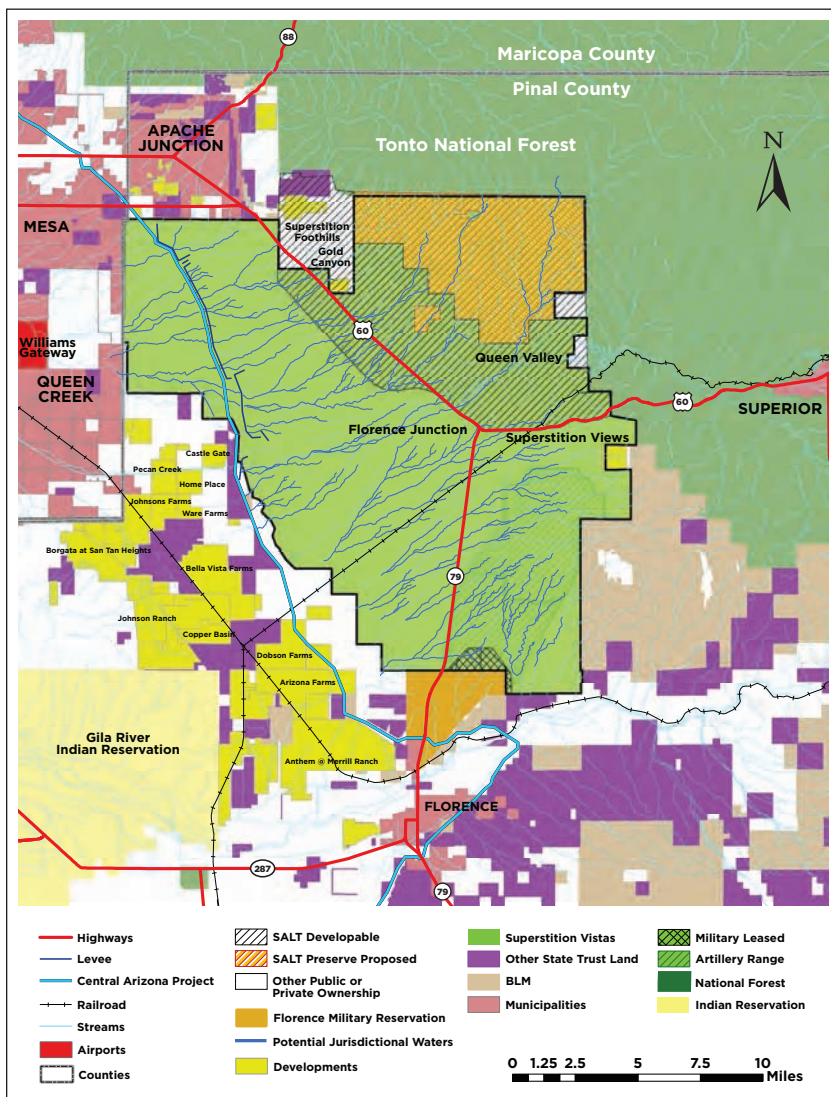 88
Maricopa County
Pinal County
APACHE
JUNCTION
Tonto National Forest
N
MESA
Superstition
Foothills
Gold
Canyon
60
Williams
Gateway
Queen Valley
QUEEN
CREEK
60
SUPERIOR
Florence Junction
Superstition Views
Castle Gate
Pecan Creek
Home Place
Johnsons Farms
Ware Farms
Borgata at San Tan Heights
Bella Vista Farms
79
Johnson Ranch
Copper Basin
Dobson Farms
Arizona Farms
Gila River
Indian Reservation
Anthem @ Merrill Ranch
FLORENCE
287
79
Highways
Levee
Central Arizona Project
Railroad
Streams
Airports
Counties
SALT Developable
SALT Preserve Proposed
Other Public or
Private Ownership
Florence Military Reservation
Potential Jurisdictional Waters
Developments
Superstition Vistas
Other State Trust Land
BLM
Municipalities
Military Leased
Artillery Range
National Forest
Indian Reservation
0 1.25 2.5 5 7.5 10
Miles